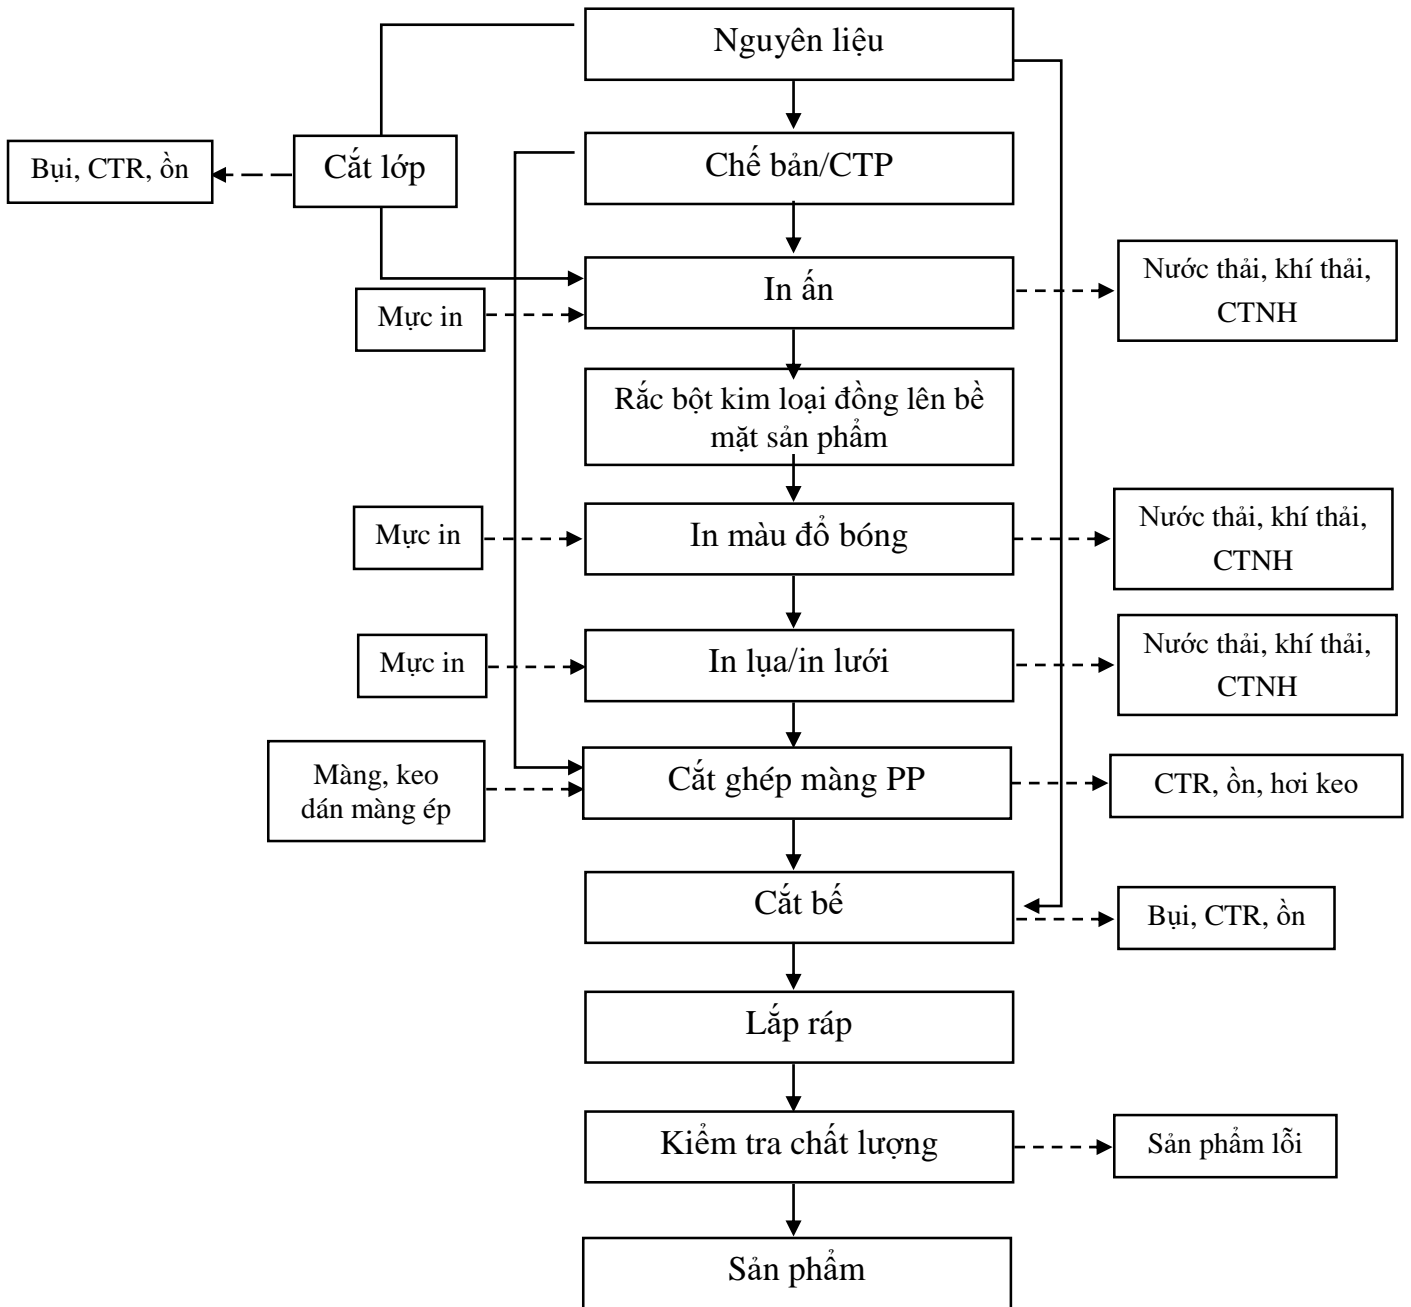 Nguyên liệu
Bụi, CTR, ồn
Cắt lớp
Chế bản/CTP
In ấn
Nước thải, khí thải,
CTNH
Mực in
Rắc bột kim loại đồng lên bề
mặt sản phẩm
Mực in
In màu đổ bóng
Nước thải, khí thải,
CTNH
Mực in
In lụa/in lưới
Nước thải, khí thải,
CTNH
Màng, keo
dán màng ép
Cắt ghép màng PP
CTR, ồn, hơi keo
Cắt bế
Bụi, CTR, ồn
Lắp ráp
Kiểm tra chất lượng
Sản phẩm lỗi
Sản phẩm